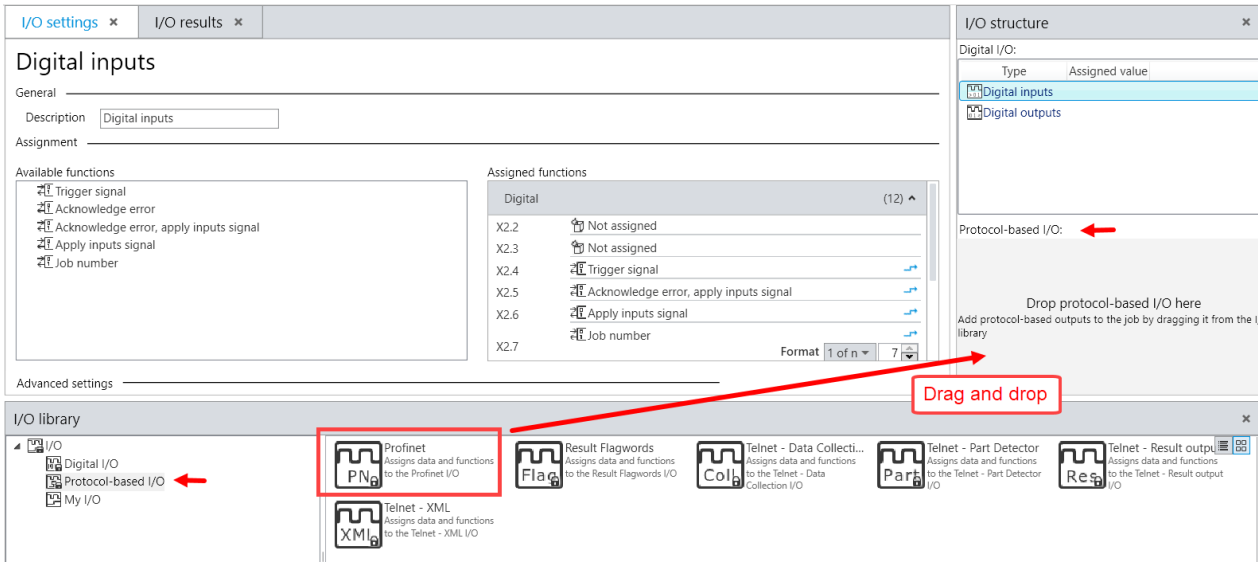 I/O settings ×
I/O results ×
Digital inputs
General
Description
Digital inputs
Assignment
Available functions
Trigger signal
Acknowledge error
Acknowledge error, apply inputs signal
Apply inputs signal
Job number
Assigned functions
Digital (12)
X2.2 Not assigned
X2.3 Not assigned
X2.4 Trigger signal
X2.5 Acknowledge error, apply inputs signal
X2.6 Apply inputs signal
X2.7 Job number
Format 1 of n 7
Advanced settings
I/O structure ×
Digital I/O:
Type Assigned value
Digital inputs
Digital outputs
Protocol-based I/O:
Drop protocol-based I/O here
Add protocol-based outputs to the job by dragging it from the I/
library
Drag and drop
I/O library ×
I/O
Digital I/O
Protocol-based I/O
My I/O
PN
Profinet
Assigns data and functions
to the Profinet I/O
Flag
Result Flagwords
Assigns data and functions
to the Result Flagwords I/O
Coll
Telnet - Data Collecti...
Assigns data and functions
to the Telnet - Data
Collection I/O
Part
Telnet - Part Detector
Assigns data and functions
to the Telnet - Part Detector
I/O
Res
Telnet - Result outpu
Assigns data and functions
to the Telnet - Result output
I/O
XML
Telnet - XML
Assigns data and functions
to the Telnet - XML I/O